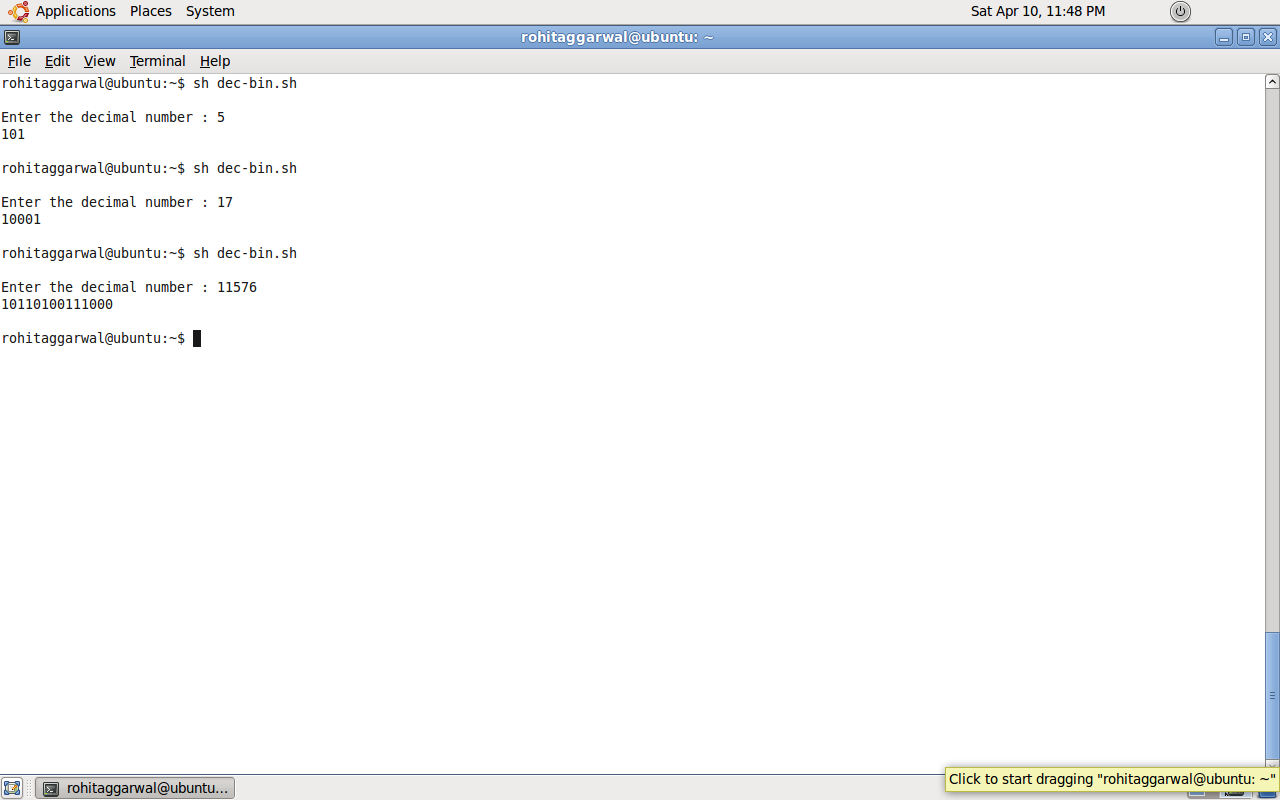 Applications Places System Sat Apr 10, 11:48 PM
rohitaggarwal@ubuntu: ~
File Edit View Terminal Help
rohitaggarwal@ubuntu:~$ sh dec-bin.sh
Enter the decimal number : 5
101
rohitaggarwal@ubuntu:~$ sh dec-bin.sh
Enter the decimal number : 17
10001
rohitaggarwal@ubuntu:~$ sh dec-bin.sh
Enter the decimal number : 11576
10110100111000
rohitaggarwal@ubuntu:~$
Click to start dragging "rohitaggarwal@ubuntu: ~"
rohitaggarwal@ubuntu...